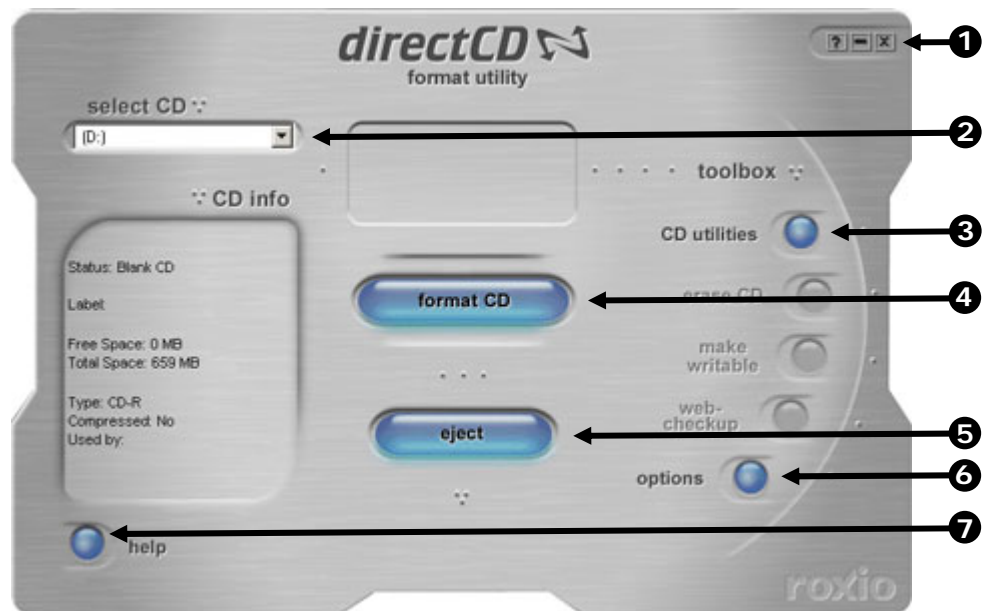 directCD
format utility
? – X
1
select CD
(D:)
2
toolbox
CD info
CD utilities
3
Status: Blank CD
Label:
Free Space: 0 MB
Total Space: 659 MB
Type: CD-R
Compressed: No
Used by:
format CD
4
erase CD
make
writable
web-
checkup
eject
5
options
6
help
7
roxio